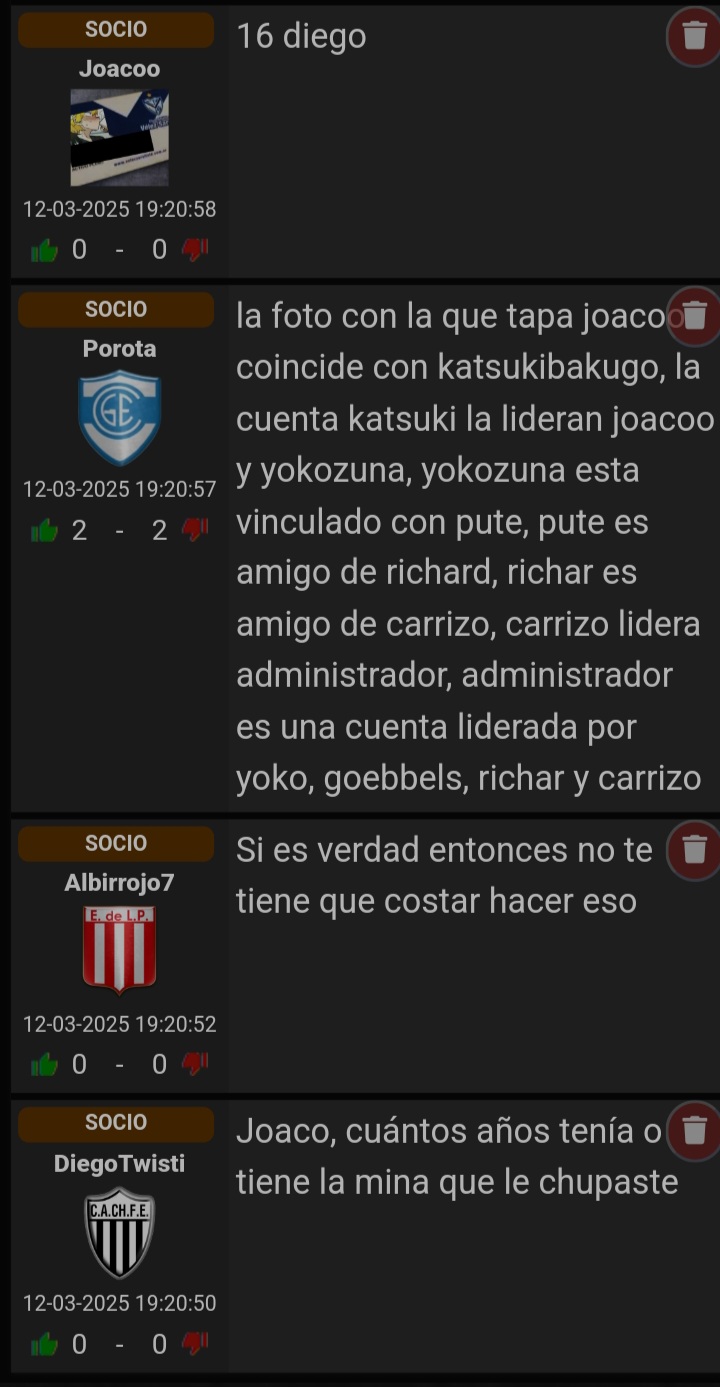 SOCIO
Joacoo
12-03-2025 19:20:58
0 - 0
16 diego
SOCIO
Porota
GE
12-03-2025 19:20:57
2 - 2
la foto con la que tapa joacoo
coincide con katsukibakugo, la
cuenta katsuki la lideran joacoo
y yokozuna, yokozuna esta
vinculado con pute, pute es
amigo de richard, richar es
amigo de carrizo, carrizo lidera
administrador, administrador
es una cuenta liderada por
yoko, goebbels, richar y carrizo
SOCIO
Albirrojo7
E. de L.P.
12-03-2025 19:20:52
0 - 0
Si es verdad entonces no te
tiene que costar hacer eso
SOCIO
DiegoTwisti
C.A.CH.F.E.
12-03-2025 19:20:50
0 - 0
Joaco, cuántos años tenía o
tiene la mina que le chupaste